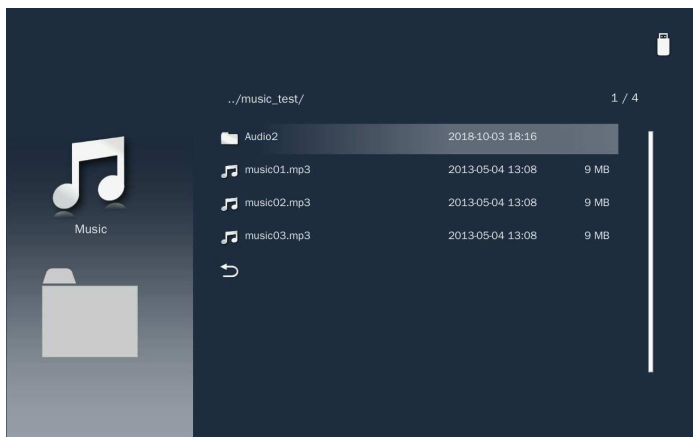 ../music_test/ 1 / 4
Audio2 2018-10-03 18:16
music01.mp3 2013-05-04 13:08 9 MB
music02.mp3 2013-05-04 13:08 9 MB
music03.mp3 2013-05-04 13:08 9 MB
Music